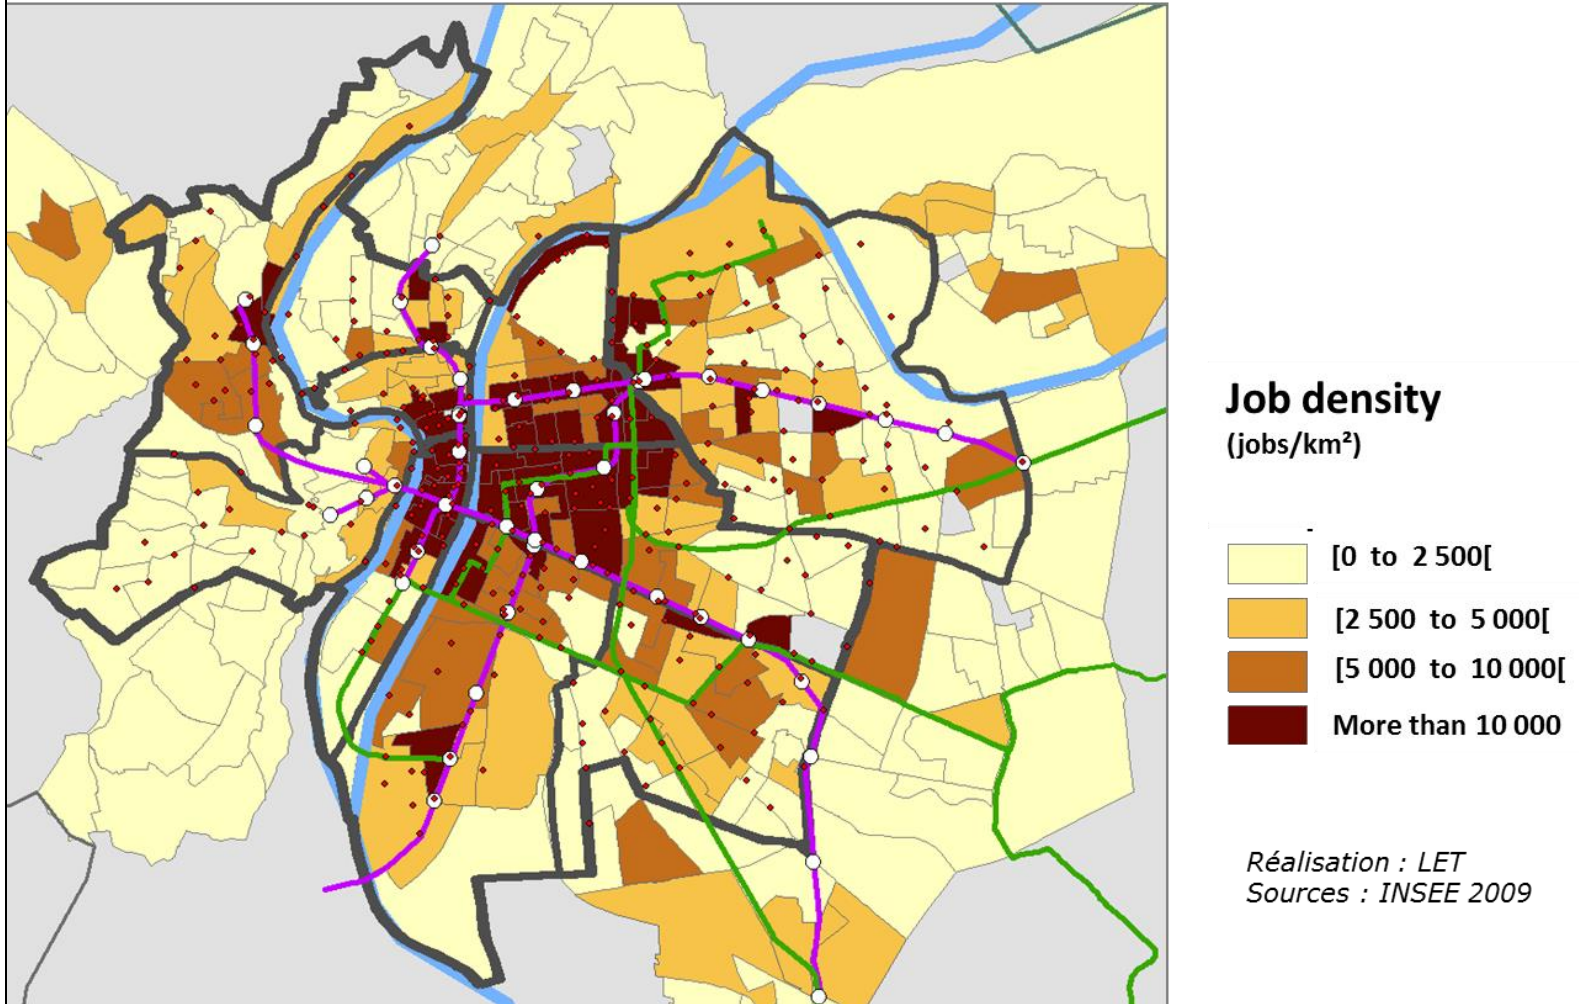 Job density
(jobs/km²)
-
[0 to 2 500[
[2 500 to 5 000[
[5 000 to 10 000[
More than 10 000
Réalisation : LET
Sources : INSEE 2009